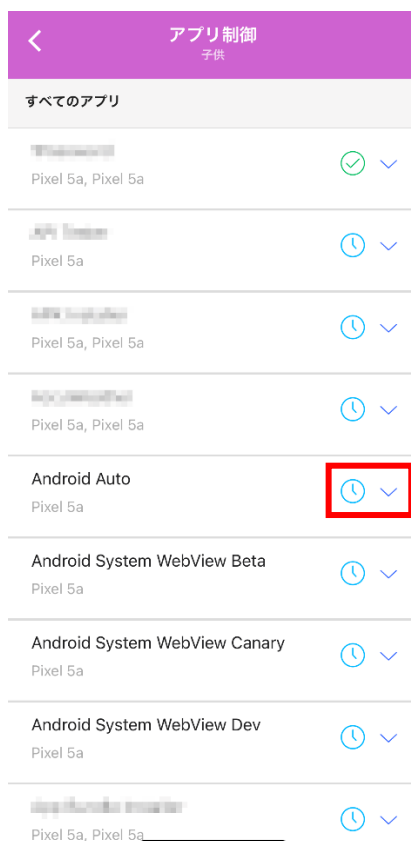 アプリ制御
子供
すべてのアプリ
Pixel 5a, Pixel 5a
Pixel 5a
Pixel 5a, Pixel 5a
Pixel 5a, Pixel 5a
Android Auto
Pixel 5a
Android System WebView Beta
Pixel 5a
Android System WebView Canary
Pixel 5a
Android System WebView Dev
Pixel 5a
Pixel 5a, Pixel 5a